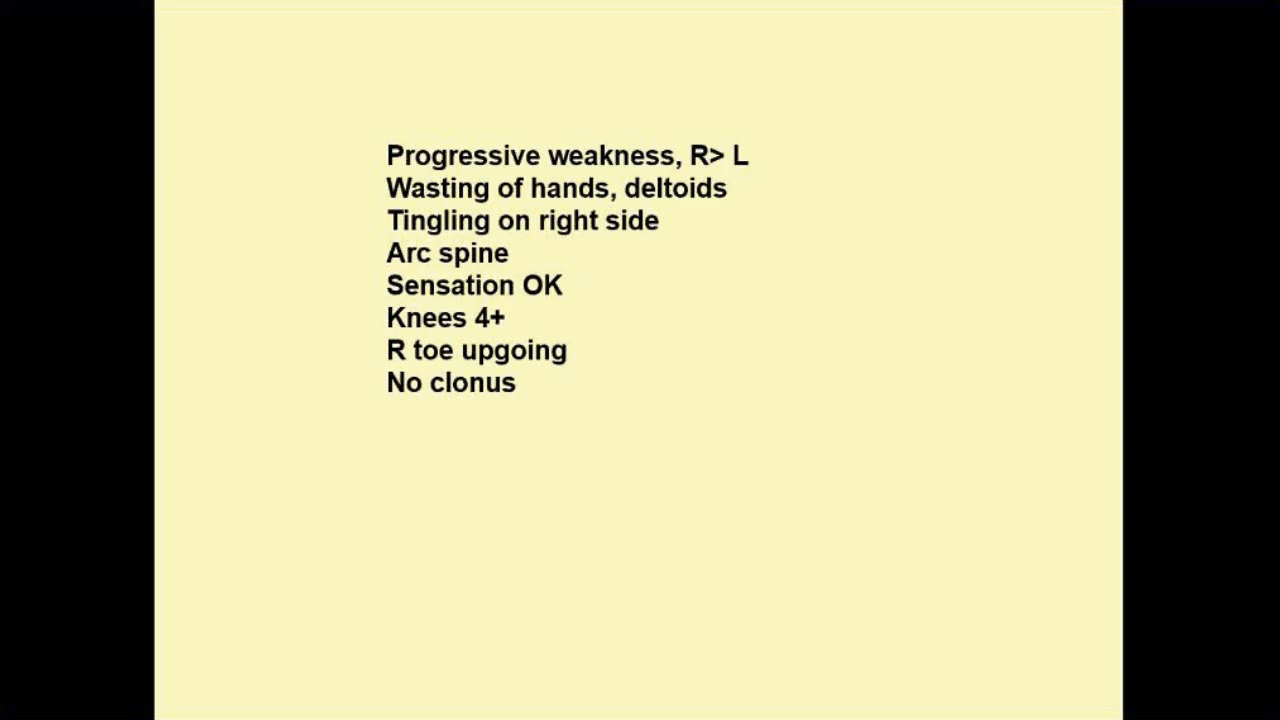 Progressive weakness, R> L
Wasting of hands, deltoids
Tingling on right side
Arc spine
Sensation OK
Knees 4+
R toe upgoing
No clonus